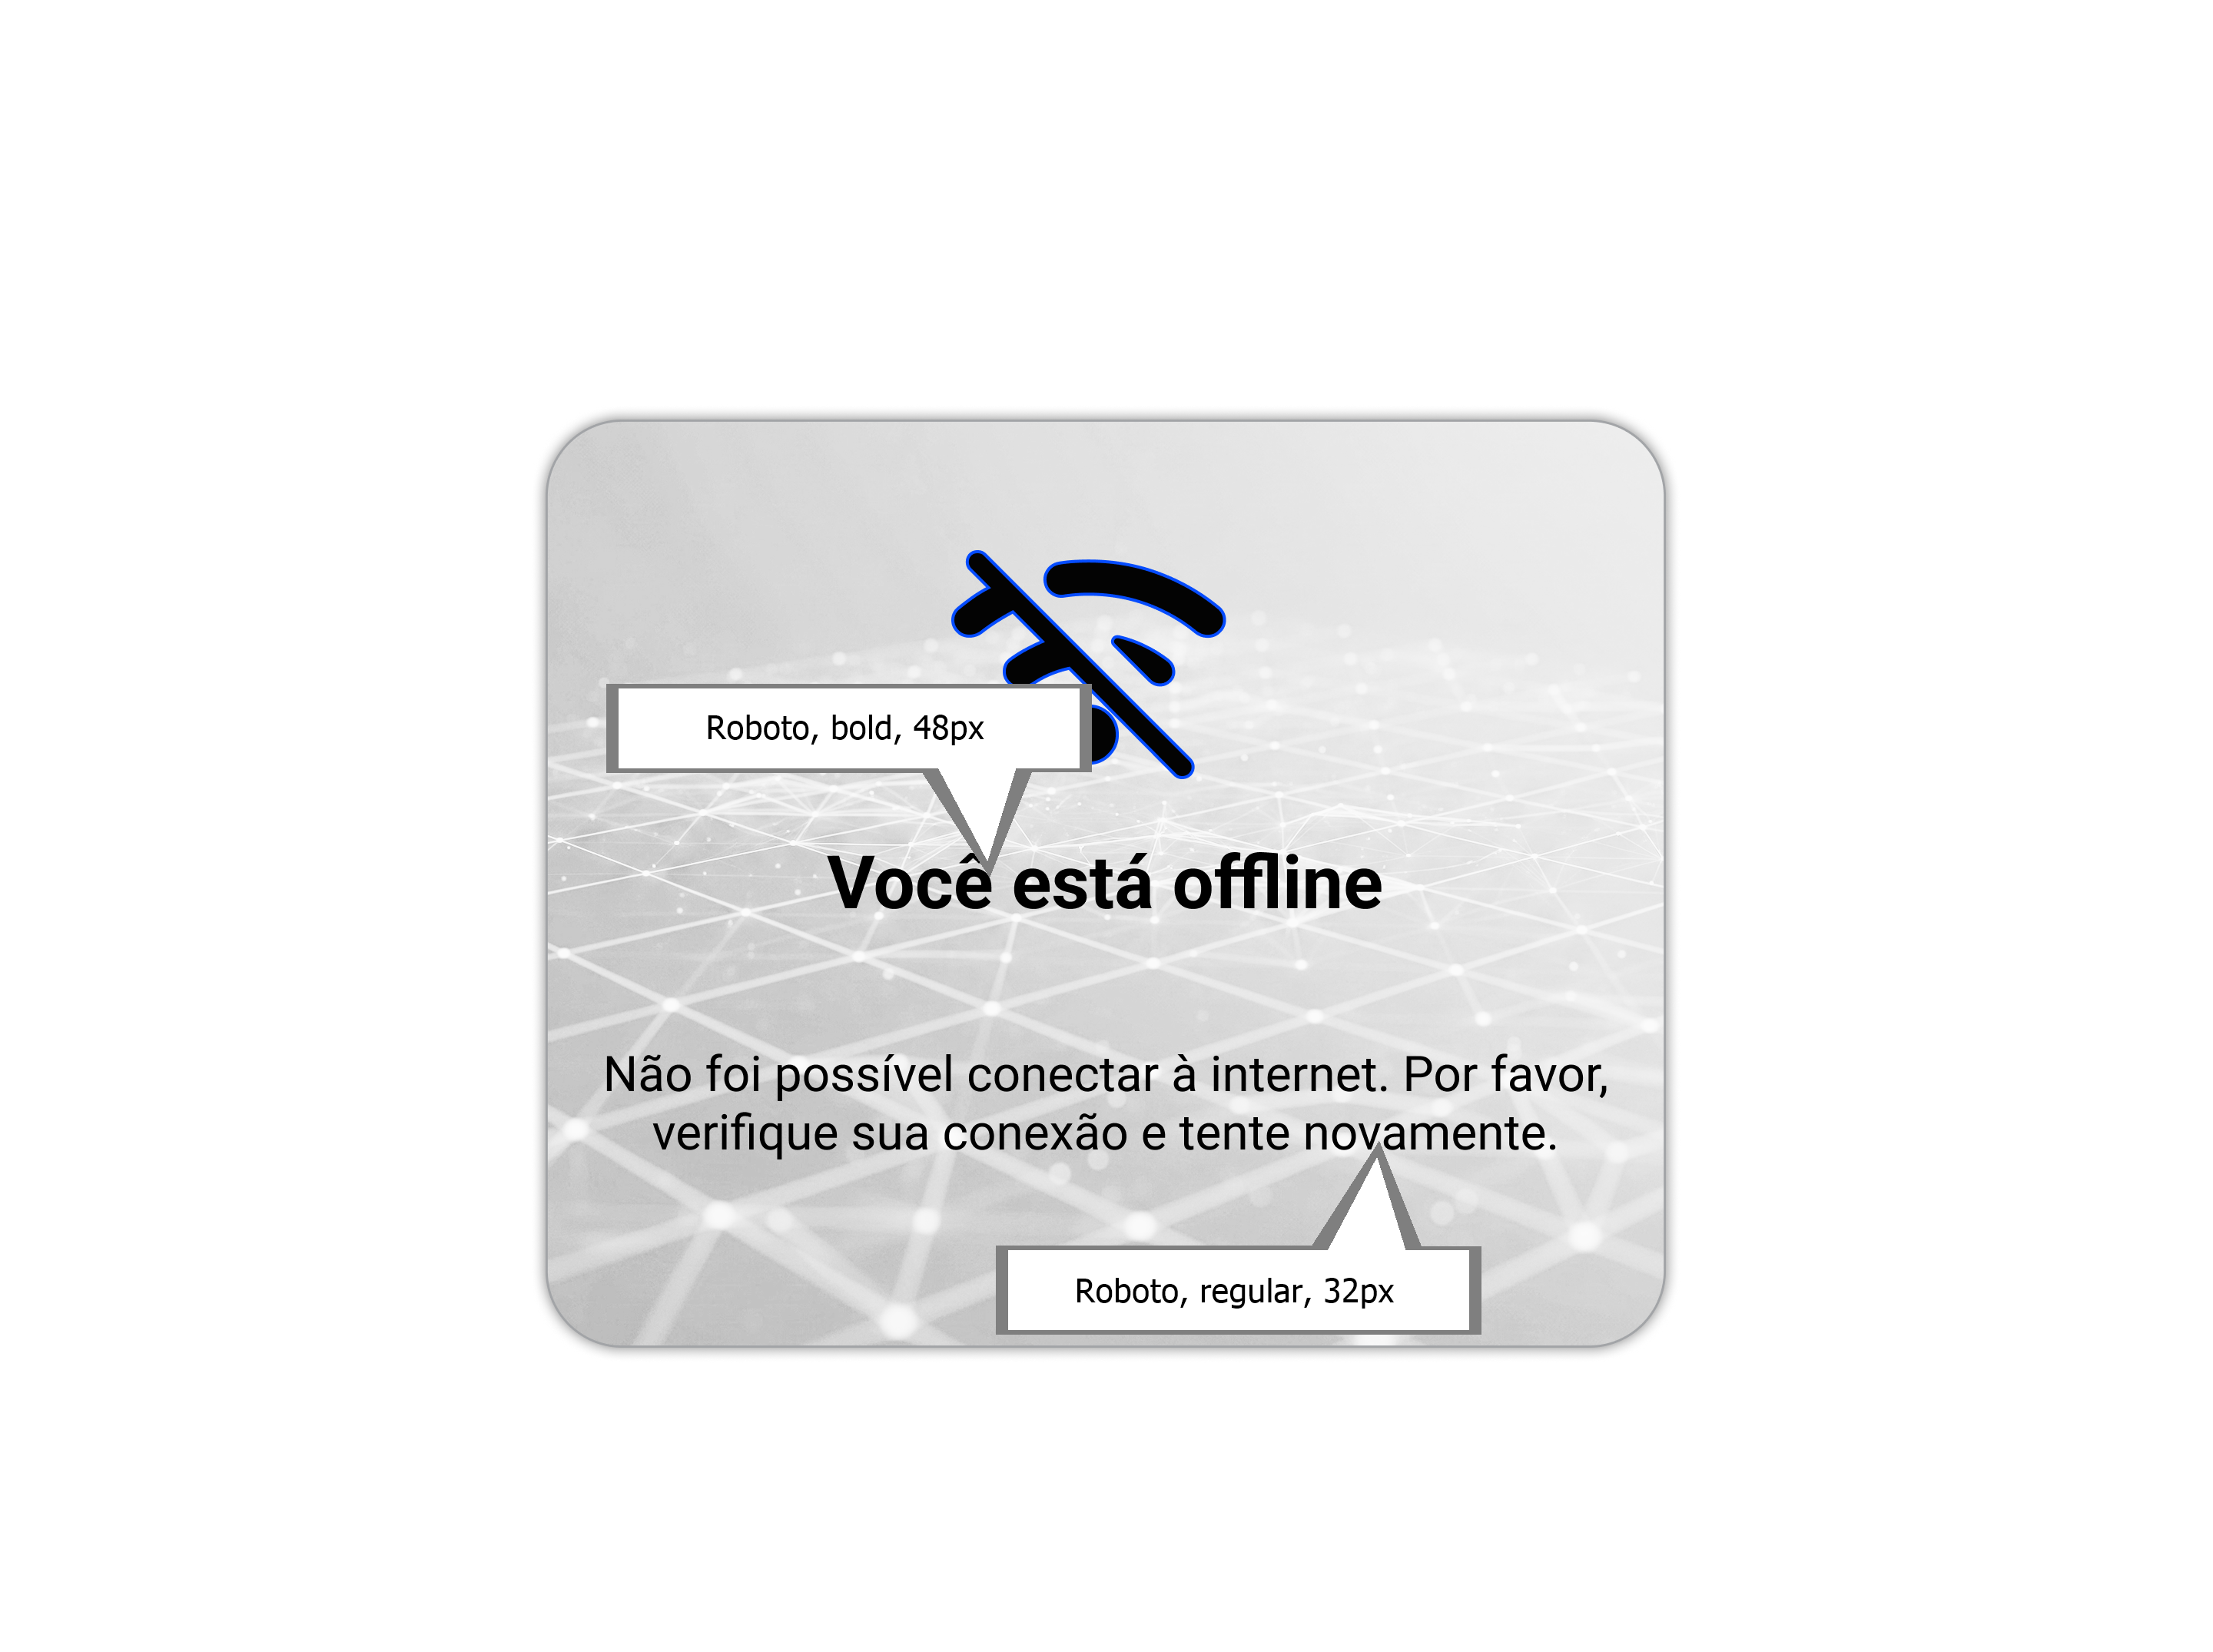 Roboto, bold, 48px
Você está offline
Não foi possível conectar à internet. Por favor,
verifique sua conexão e tente novamente.
Roboto, regular, 32px